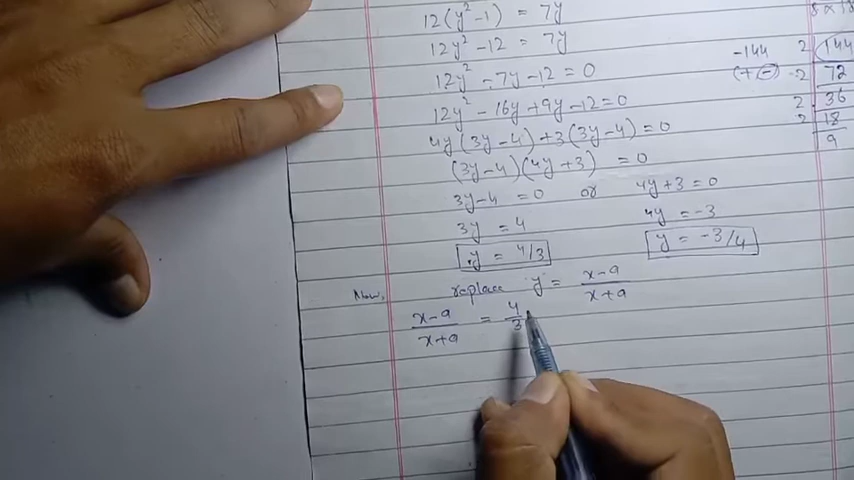 12(y²-1) = 7y
12y² - 12 = 7y
12y² - 7y - 12 = 0
12y² - 16y + 9y - 12 = 0
4y(3y-4) + 3(3y-4) = 0
(3y-4)(4y+3) = 0
3y-4 = 0 or 4y+3 = 0
3y = 4 4y = -3
y = 4/3 y = -3/4
Now, replace y = x-a/x+a
x-a/x+a = 4/3
-144
(+ -)
2 144
2 72
2 36
2 18
9